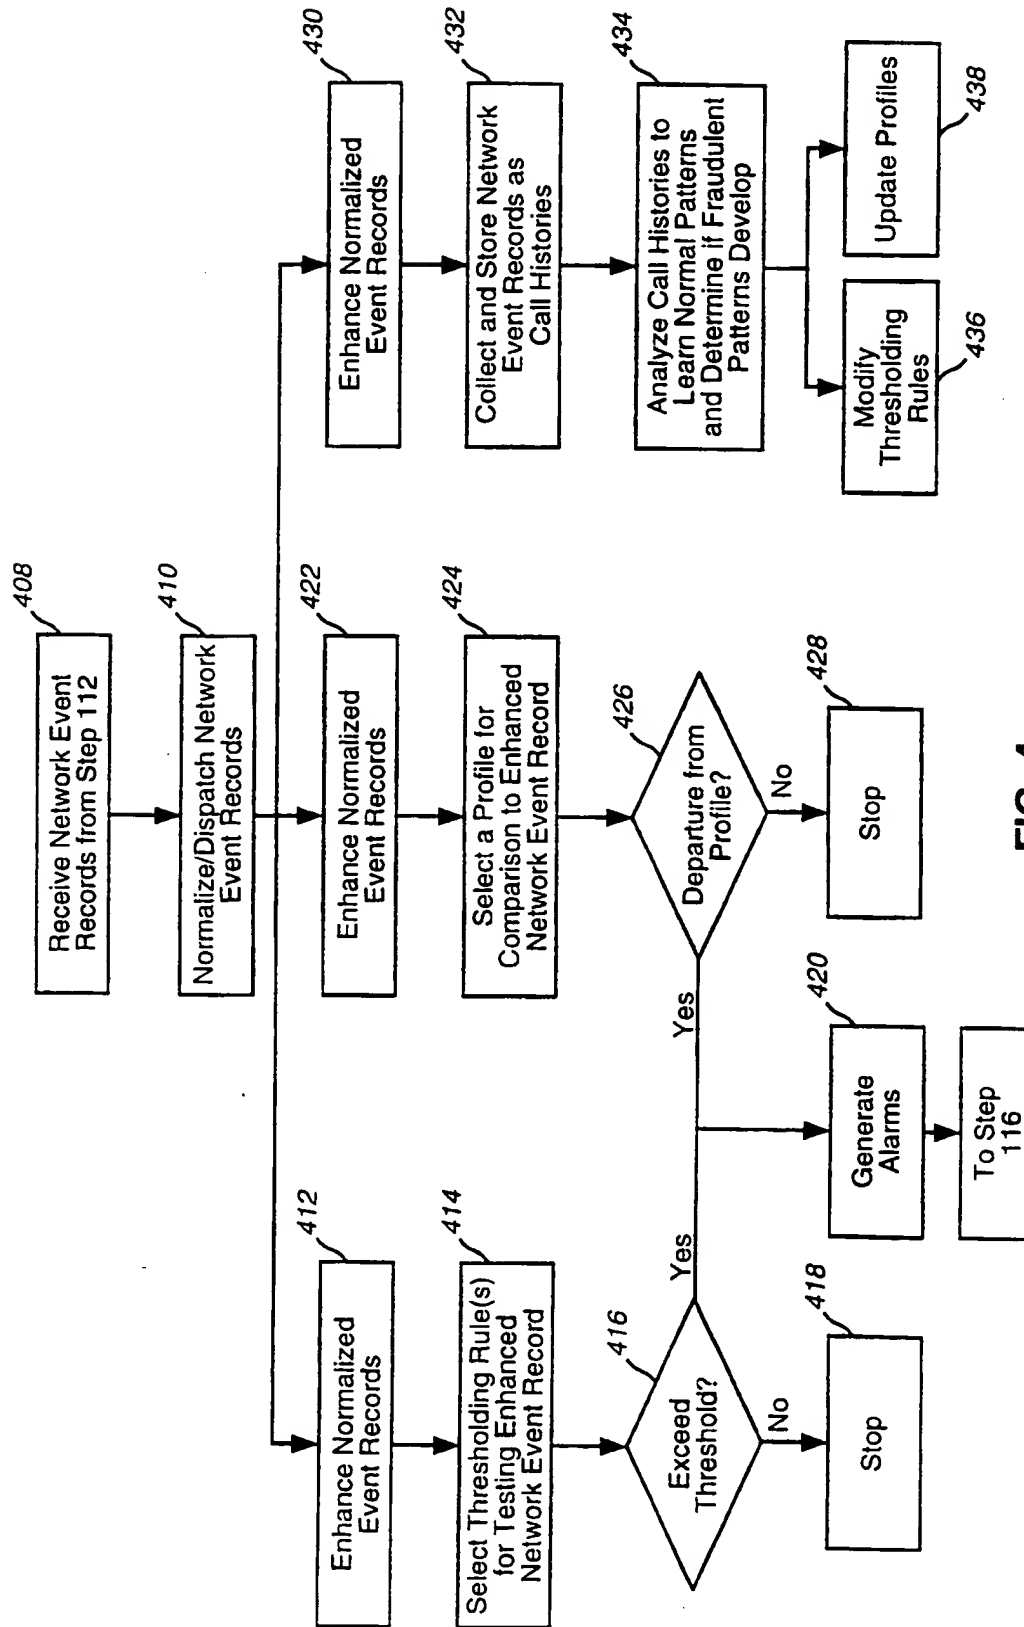 408
Receive Network Event
Records from Step 112
410
Normalize/Dispatch Network
Event Records
412
Enhance Normalized
Event Records
414
Select Thresholding Rule(s)
for Testing Enhanced
Network Event Record
416
Exceed
Threshold?
Yes
No
418
Stop
422
Enhance Normalized
Event Records
424
Select a Profile for
Comparison to Enhanced
Network Event Record
426
Departure from
Profile?
Yes
No
428
Stop
420
Generate
Alarms
To Step
116
430
Enhance Normalized
Event Records
432
Collect and Store Network
Event Records as
Call Histories
434
Analyze Call Histories to
Learn Normal Patterns
and Determine if Fraudulent
Patterns Develop
Modify
Thresholding
Rules
436
Update Profiles
438